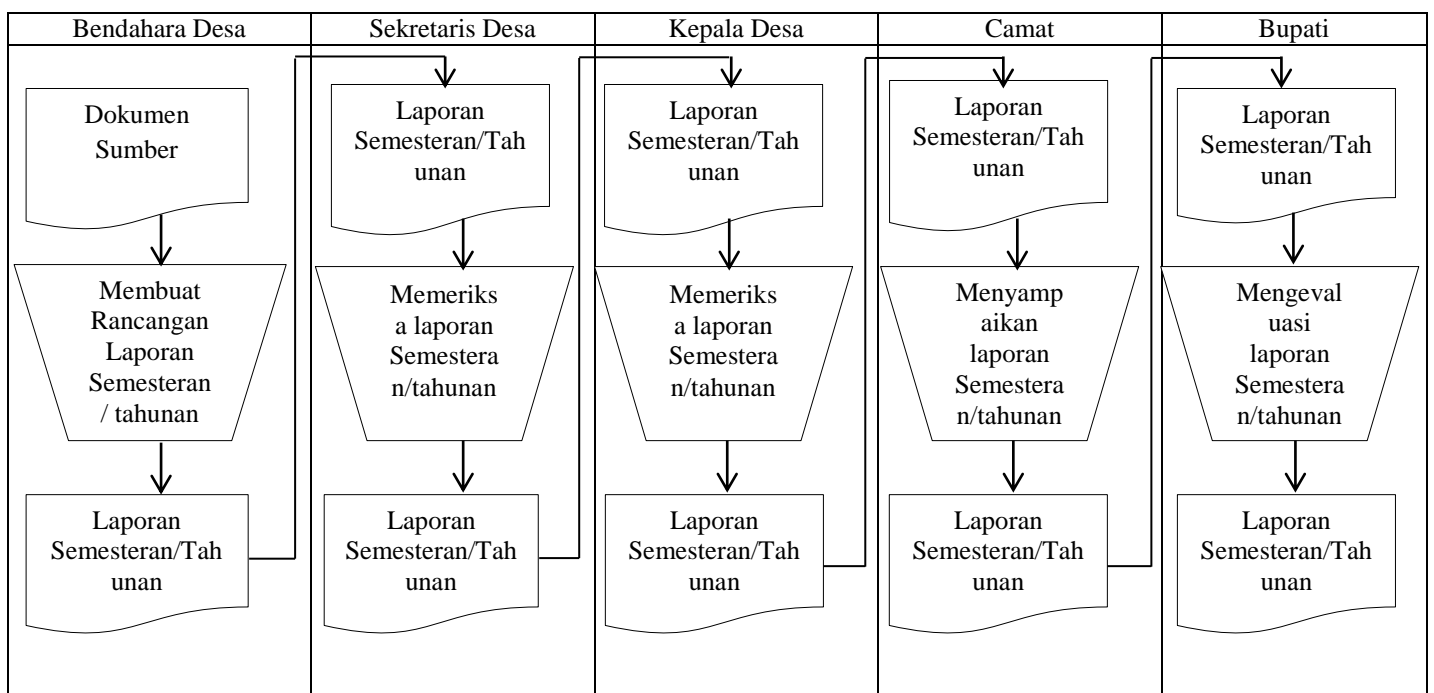 Bendahara Desa
Sekretaris Desa
Kepala Desa
Camat
Bupati
Dokumen
Sumber
Membuat
Rancangan
Laporan
Semesteran
/ tahunan
Laporan
Semesteran/Tah
unan
Laporan
Semesteran/Tah
unan
Memeriks
a laporan
Semestera
n/tahunan
Laporan
Semesteran/Tah
unan
Laporan
Semesteran/Tah
unan
Memeriks
a laporan
Semestera
n/tahunan
Laporan
Semesteran/Tah
unan
Laporan
Semesteran/Tah
unan
Menyamp
aikan
laporan
Semestera
n/tahunan
Laporan
Semesteran/Tah
unan
Laporan
Semesteran/Tah
unan
Mengeval
uasi
laporan
Semestera
n/tahunan
Laporan
Semesteran/Tah
unan